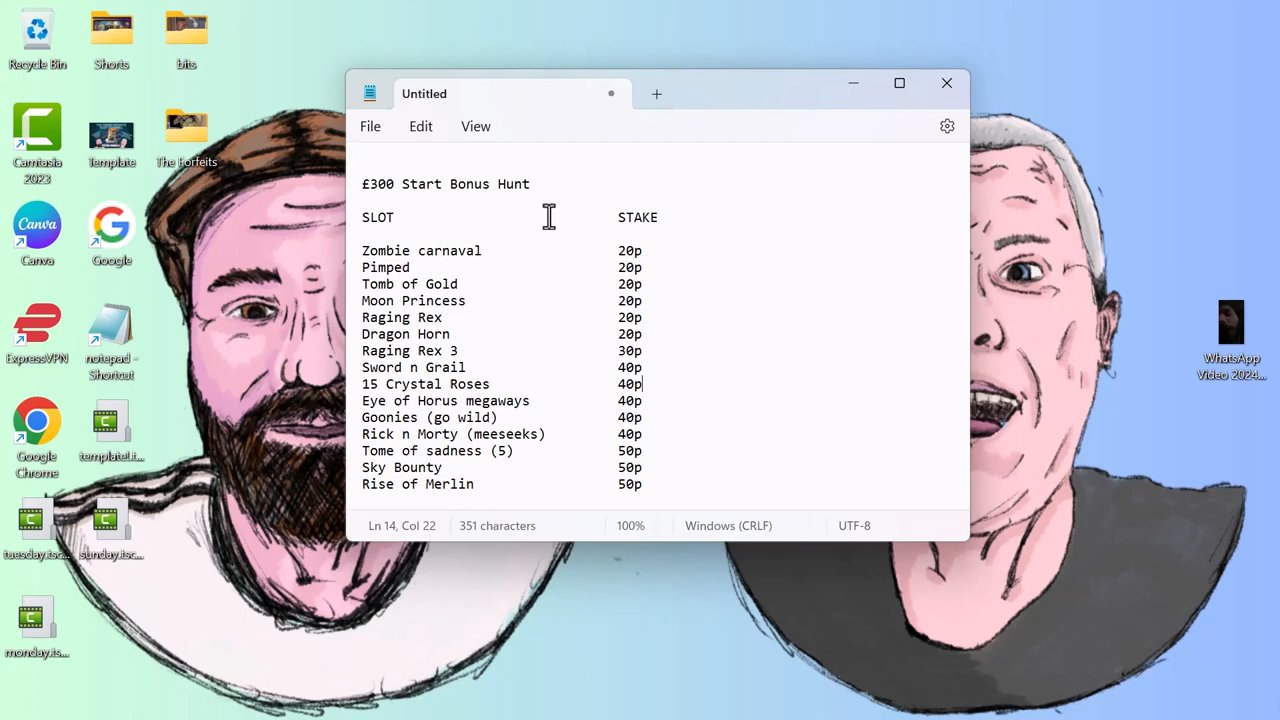 Recycle Bin
Shorts
bits
Camtasia
2023
Template
The Forfeits
Canva
Google
ExpressVPN
notepad -
Shortcut
Google
Chrome
template!.t...
tuesday.tsc...
sunday.tsc...
monday.ts...
Untitled
File Edit View
£300 Start Bonus Hunt
SLOT STAKE
Zombie carnaval 20p
Pimped 20p
Tomb of Gold 20p
Moon Princess 20p
Raging Rex 20p
Dragon Horn 20p
Raging Rex 3 30p
Sword n Grail 40p
15 Crystal Roses 40p
Eye of Horus megaways 40p
Goonies (go wild) 40p
Rick n Morty (meeseeks) 40p
Tome of sadness (5) 50p
Sky Bounty 50p
Rise of Merlin 50p
Ln 14, Col 22 351 characters 100% Windows (CRLF) UTF-8
WhatsApp
Video 2024...